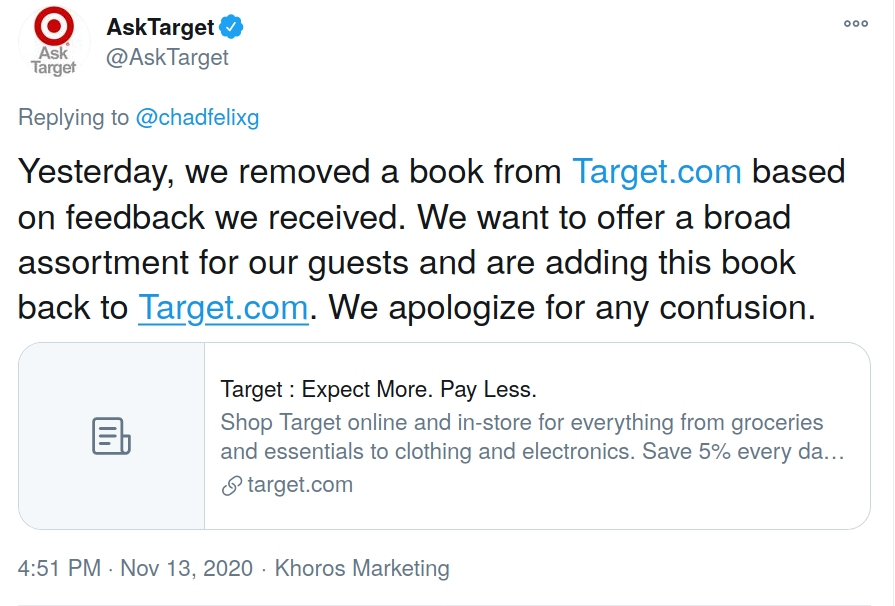 AskTarget
@AskTarget
Ask
Target
Replying to @chadfelixg
Yesterday, we removed a book from Target.com based
on feedback we received. We want to offer a broad
assortment for our guests and are adding this book
back to Target.com. We apologize for any confusion.
Target : Expect More. Pay Less.
Shop Target online and in-store for everything from groceries
and essentials to clothing and electronics. Save 5% every da…
target.com
4:51 PM · Nov 13, 2020 · Khoros Marketing